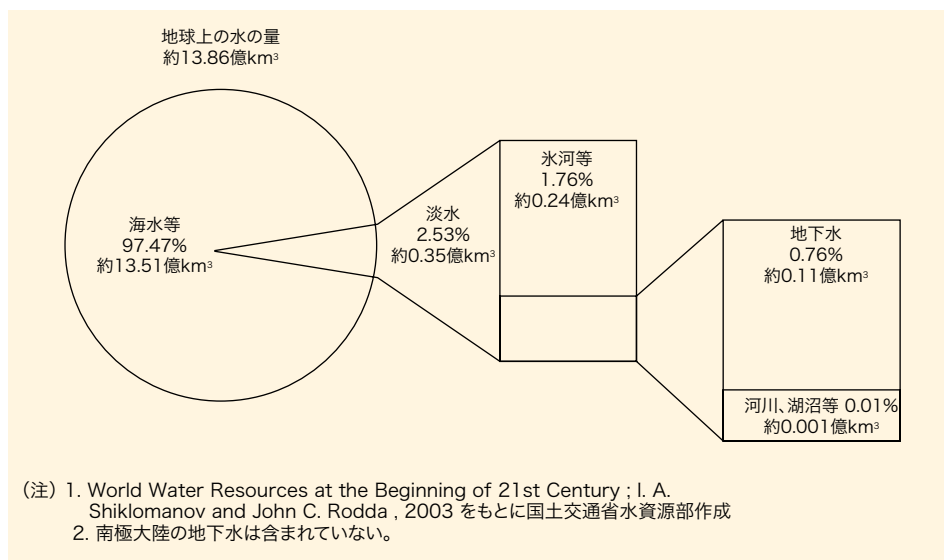 地球上の水の量
約13.86億km³
海水等
97.47%
約13.51億km³
淡水
2.53%
約0.35億km³
氷河等
1.76%
約0.24億km³
地下水
0.76%
約0.11億km³
河川、湖沼等 0.01%
約0.001億km³
（注）1. World Water Resources at the Beginning of 21st Century ; I. A.
Shiklomanov and John C. Rodda , 2003 をもとに国土交通省水資源部作成
2. 南極大陸の地下水は含まれていない。